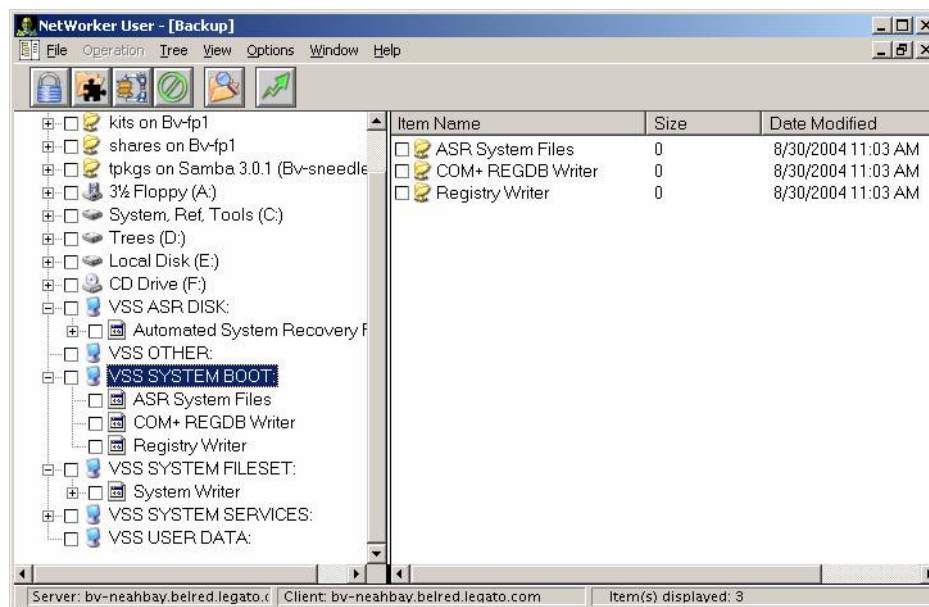 NetWorker User - [Backup]
File Operation Tree View Options Window Help
kits on Bv-fp1
shares on Bv-fp1
tpkgs on Samba 3.0.1 (Bv-sneedle
3½ Floppy (A:)
System, Ref, Tools (C:)
Trees (D:)
Local Disk (E:)
CD Drive (F:)
VSS ASR DISK:
Automated System Recovery F
VSS OTHER:
VSS SYSTEM BOOT:
ASR System Files
COM+ REGDB Writer
Registry Writer
VSS SYSTEM FILESET:
System Writer
VSS SYSTEM SERVICES:
VSS USER DATA:
Item Name Size Date Modified
ASR System Files 0 8/30/2004 11:03 AM
COM+ REGDB Writer 0 8/30/2004 11:03 AM
Registry Writer 0 8/30/2004 11:03 AM
Server: bv-neahbay.belred.legato.( Client: bv-neahbay.belred.legato.com Item(s) displayed: 3